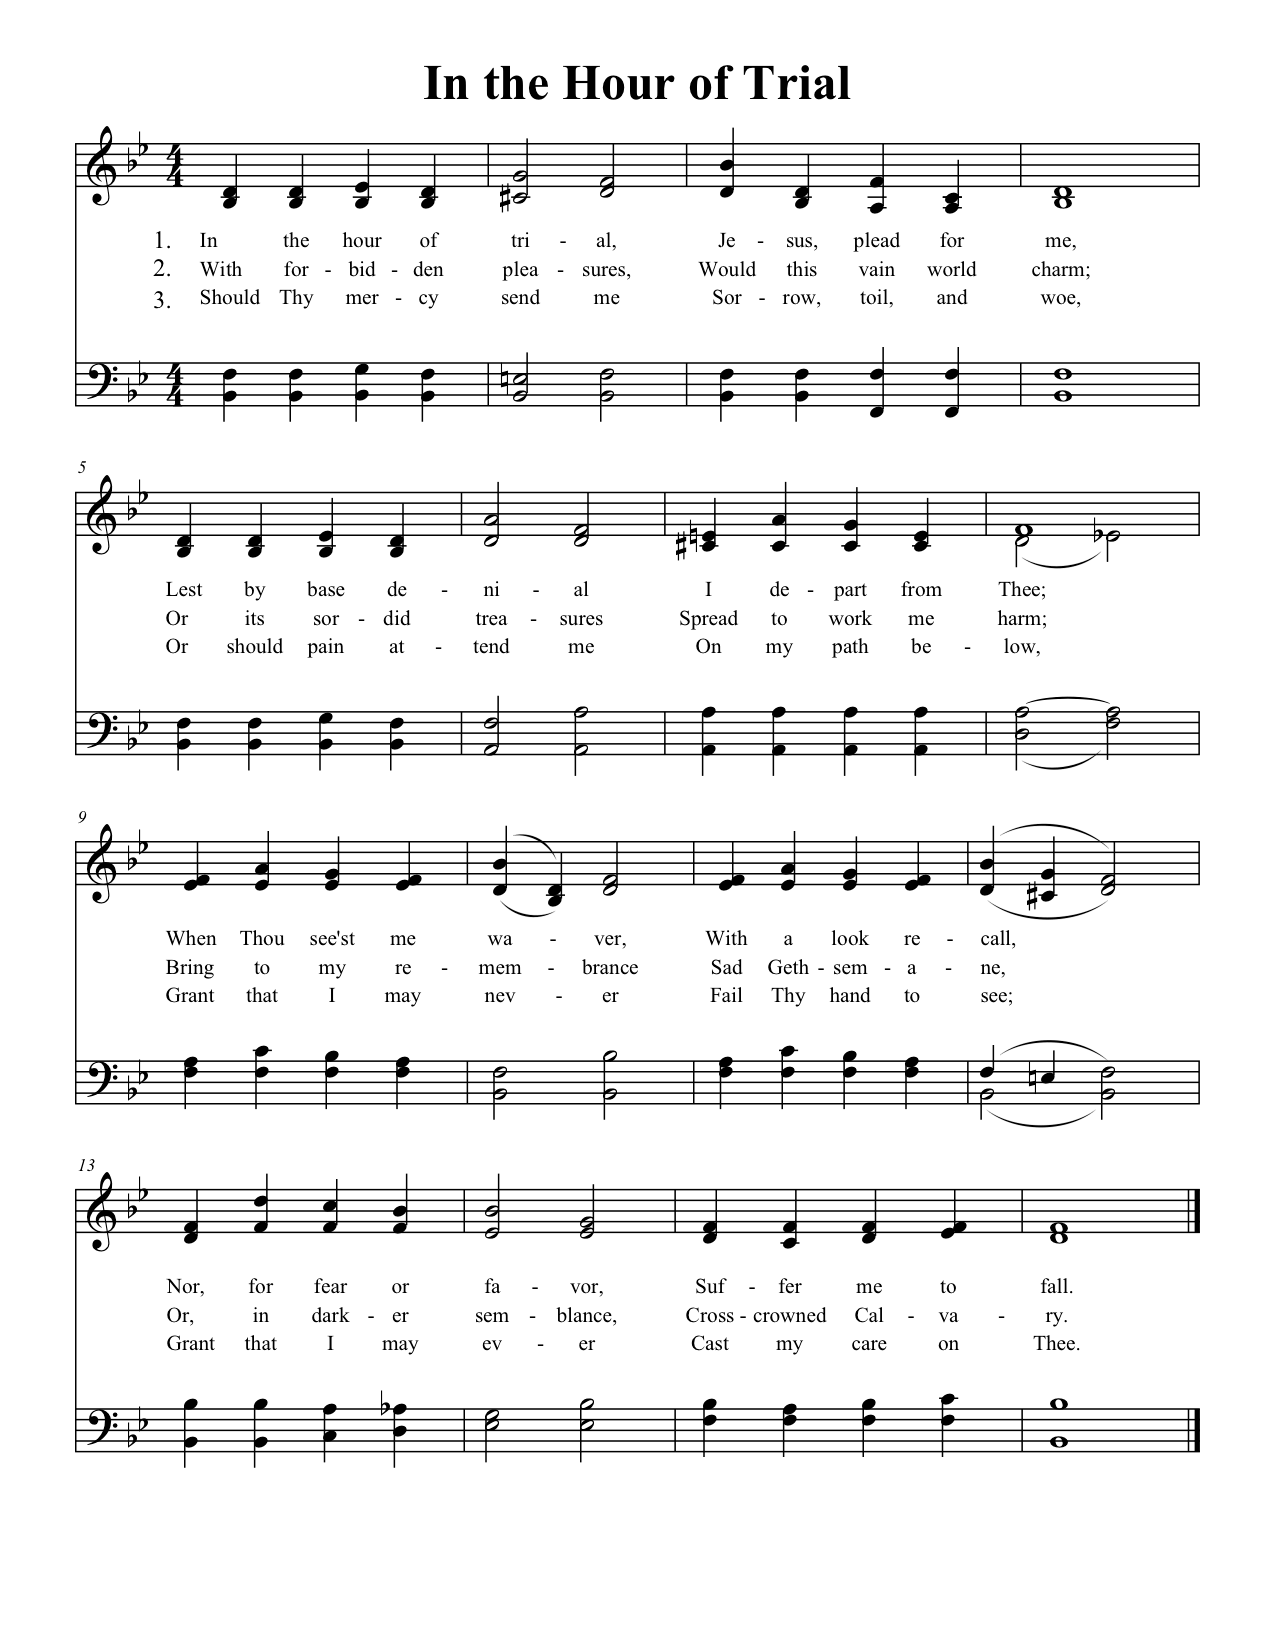 In the Hour of Trial
4 4
1. In the hour of tri - al, Je - sus, plead for me,
2. With for - bid - den plea - sures, Would this vain world charm;
3. Should Thy mer - cy send me Sor - row, toil, and woe,
4 4
5
Lest by base de - ni - al I de - part from Thee;
Or its sor - did trea - sures Spread to work me harm;
Or should pain at - tend me On my path be - low,
9
When Thou see'st me wa - ver, With a look re - call,
Bring to my re - mem - brance Sad Geth - sem - a - ne,
Grant that I may nev - er Fail Thy hand to see;
13
Nor, for fear or fa - vor, Suf - fer me to fall.
Or, in dark - er sem - blance, Cross - crowned Cal - va - ry.
Grant that I may ev - er Cast my care on Thee.